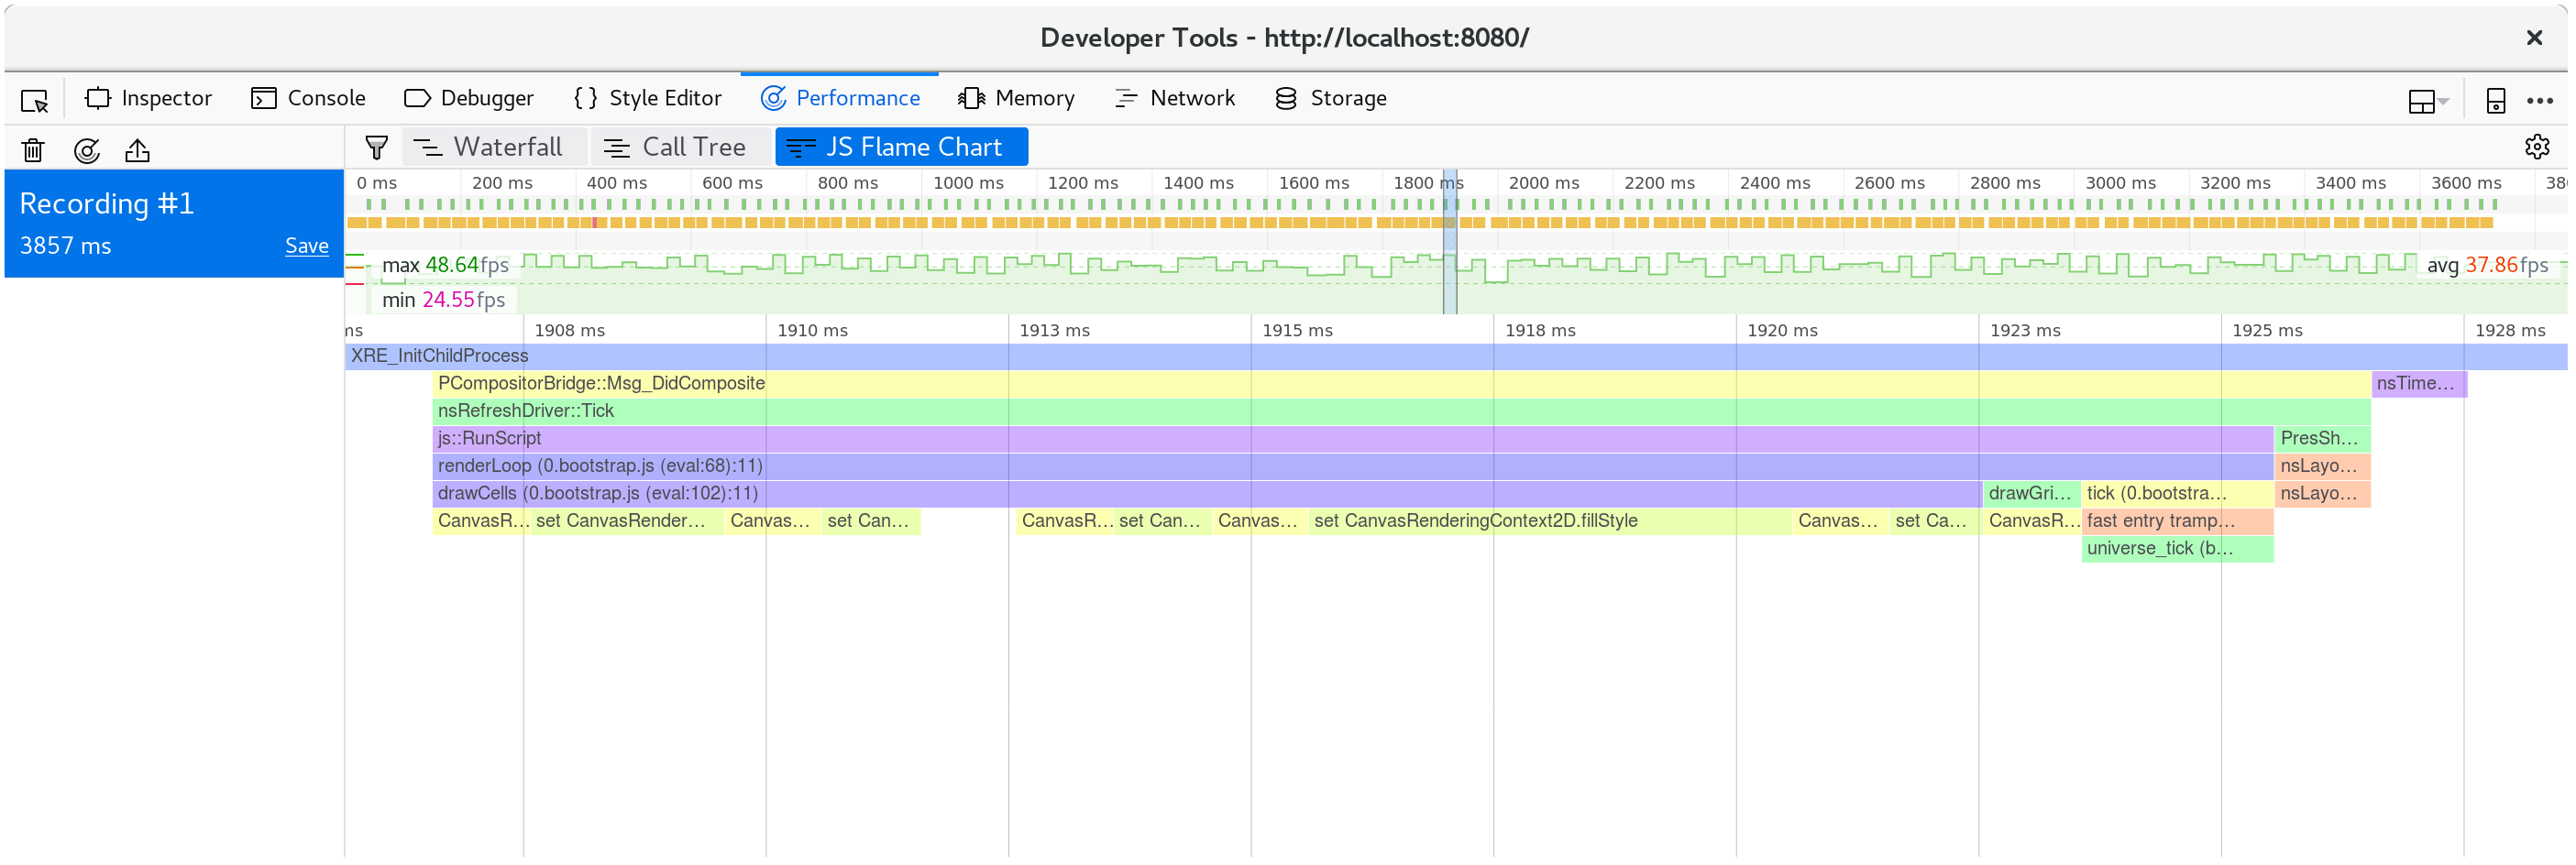 Developer Tools - http://localhost:8080/
Inspector Console Debugger Style Editor Performance Memory Network Storage
Waterfall Call Tree JS Flame Chart
Recording #1
3857 ms Save
0 ms 200 ms 400 ms 600 ms 800 ms 1000 ms 1200 ms 1400 ms 1600 ms 1800 ms 2000 ms 2200 ms 2400 ms 2600 ms 2800 ms 3000 ms 3200 ms 3400 ms 3600 ms 380
max 48.64fps avg 37.86fps
min 24.55fps
ms 1908 ms 1910 ms 1913 ms 1915 ms 1918 ms 1920 ms 1923 ms 1925 ms 1928 ms
XRE_InitChildProcess
PCompositorBridge::Msg_DidComposite nsTime...
nsRefreshDriver::Tick
js::RunScript PresSh...
renderLoop (0.bootstrap.js (eval:68):11) nsLayo...
drawCells (0.bootstrap.js (eval:102):11) drawGri... tick (0.bootstra... nsLayo...
CanvasR... set CanvasRender... Canvas... set Can... CanvasR... set Can... Canvas... set CanvasRenderingContext2D.fillStyle Canvas... set Ca... CanvasR... fast entry tramp...
universe_tick (b...